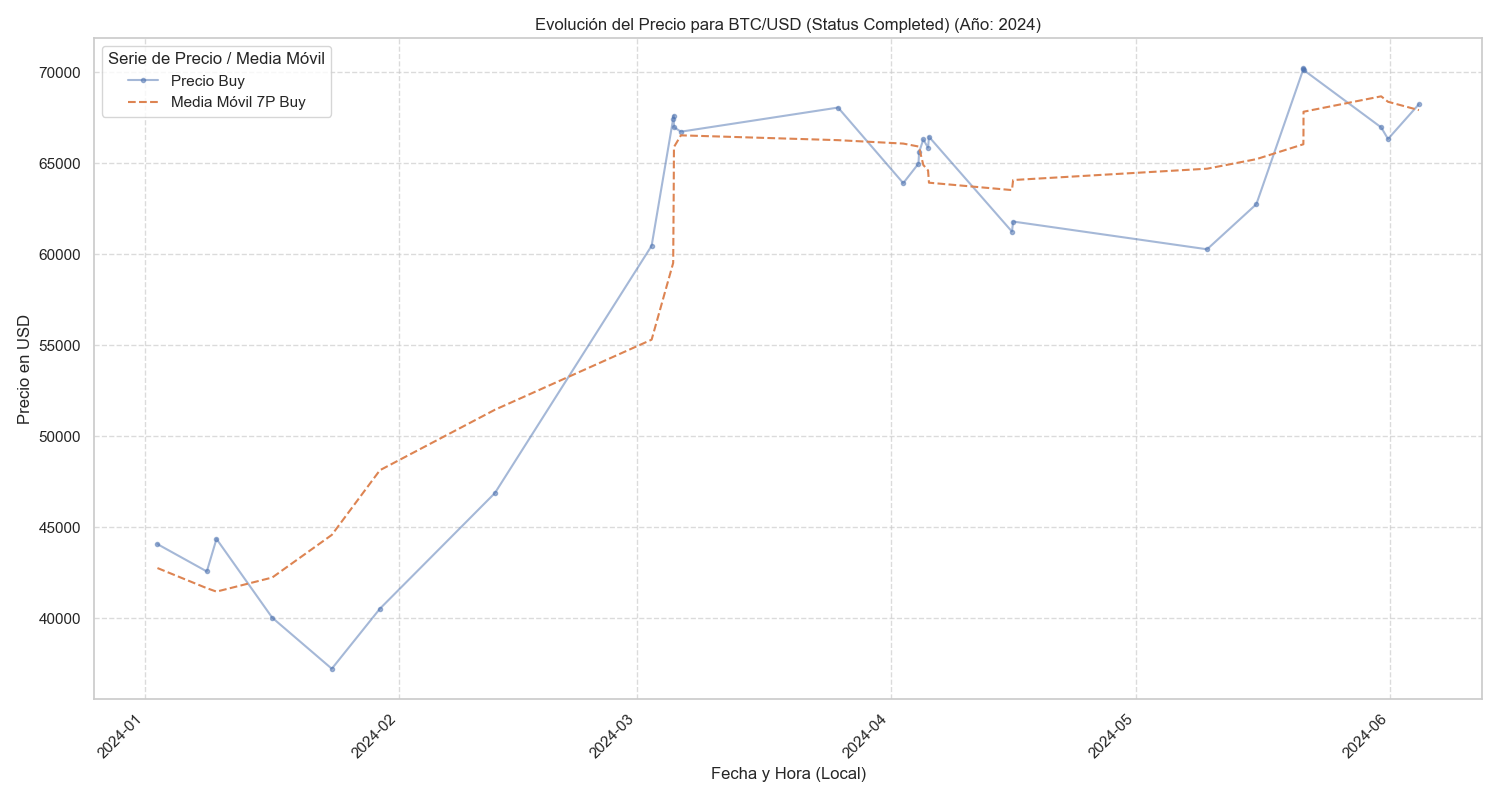 Evolución del Precio para BTC/USD (Status Completed) (Año: 2024)
Serie de Precio / Media Móvil
Precio Buy
Media Móvil 7P Buy
Precio en USD
70000
65000
60000
55000
50000
45000
40000
2024-01
2024-02
2024-03
2024-04
2024-05
2024-06
Fecha y Hora (Local)